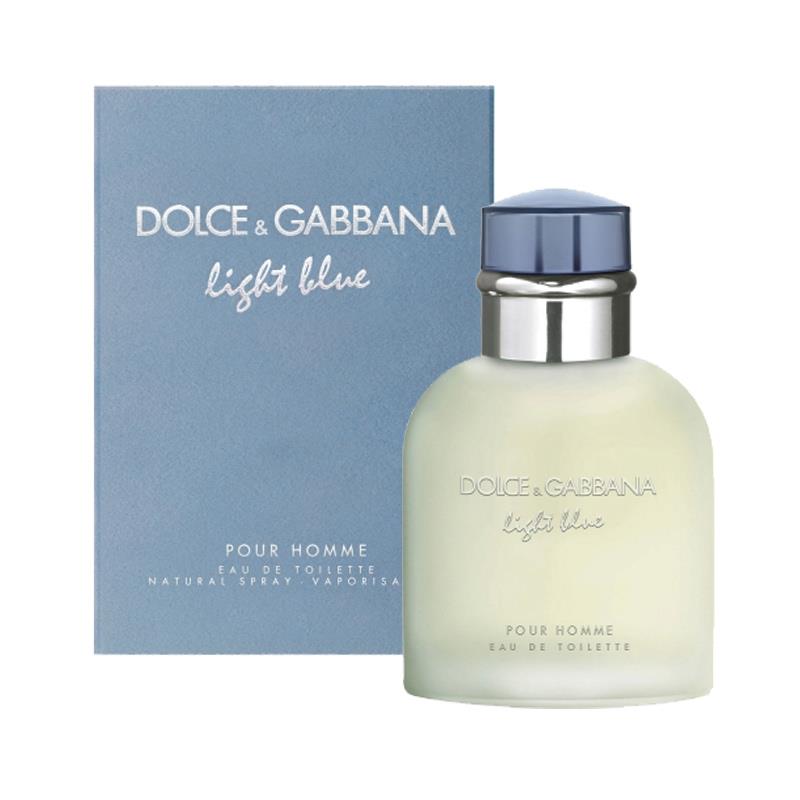 DOLCE & GABBANA
light blue
POUR HOMME
EAU DE TOILETTE
NATURAL SPRAY · VAPORISA
DOLCE & GABBANA
light blue
POUR HOMME
EAU DE TOILETTE